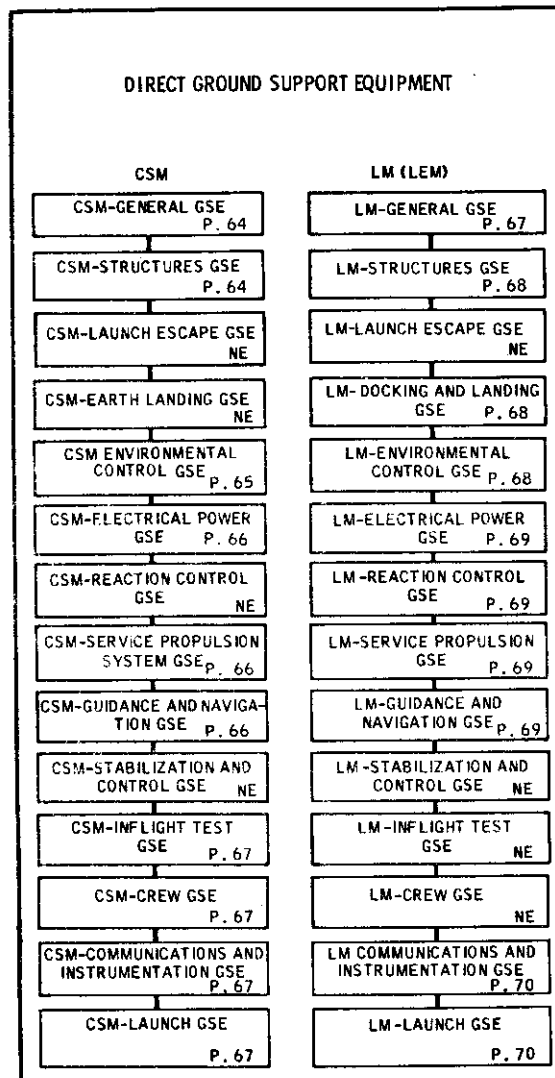 DIRECT GROUND SUPPORT EQUIPMENT
CSM
CSM-GENERAL GSE
P. 64
CSM-STRUCTURES GSE
P. 64
CSM-LAUNCH ESCAPE GSE
NE
CSM-EARTH LANDING GSE
NE
CSM ENVIRONMENTAL
CONTROL GSE
P. 65
CSM-ELECTRICAL POWER
GSE P. 66
CSM-REACTION CONTROL
GSE
NE
CSM-SERVICE PROPULSION
SYSTEM GSE P. 66
CSM-GUIDANCE AND NAVIGA-
TION GSE
P. 66
CSM-STABILIZATION AND
CONTROL GSE NE
CSM-INFLIGHT TEST
GSE
P. 67
CSM-CREW GSE
P. 67
CSM-COMMUNICATIONS AND
INSTRUMENTATION GSE
P. 67
CSM-LAUNCH GSE
P. 67
LM (LEM)
LM-GENERAL GSE
P. 67
LM-STRUCTURES GSE
P. 68
LM-LAUNCH ESCAPE GSE
NE
LM-DOCKING AND LANDING
GSE P. 68
LM-ENVIRONMENTAL
CONTROL GSE
P. 68
LM-ELECTRICAL POWER
GSE P. 69
LM-REACTION CONTROL
GSE P. 69
LM-SERVICE PROPULSION
GSE P. 69
LM-GUIDANCE AND
NAVIGATION GSE
P. 69
LM-STABILIZATION AND
CONTROL GSE NE
LM-INFLIGHT TEST
GSE NE
LM-CREW GSE
NE
LM COMMUNICATIONS AND
INSTRUMENTATION GSE
P. 70
LM-LAUNCH GSE
P. 70